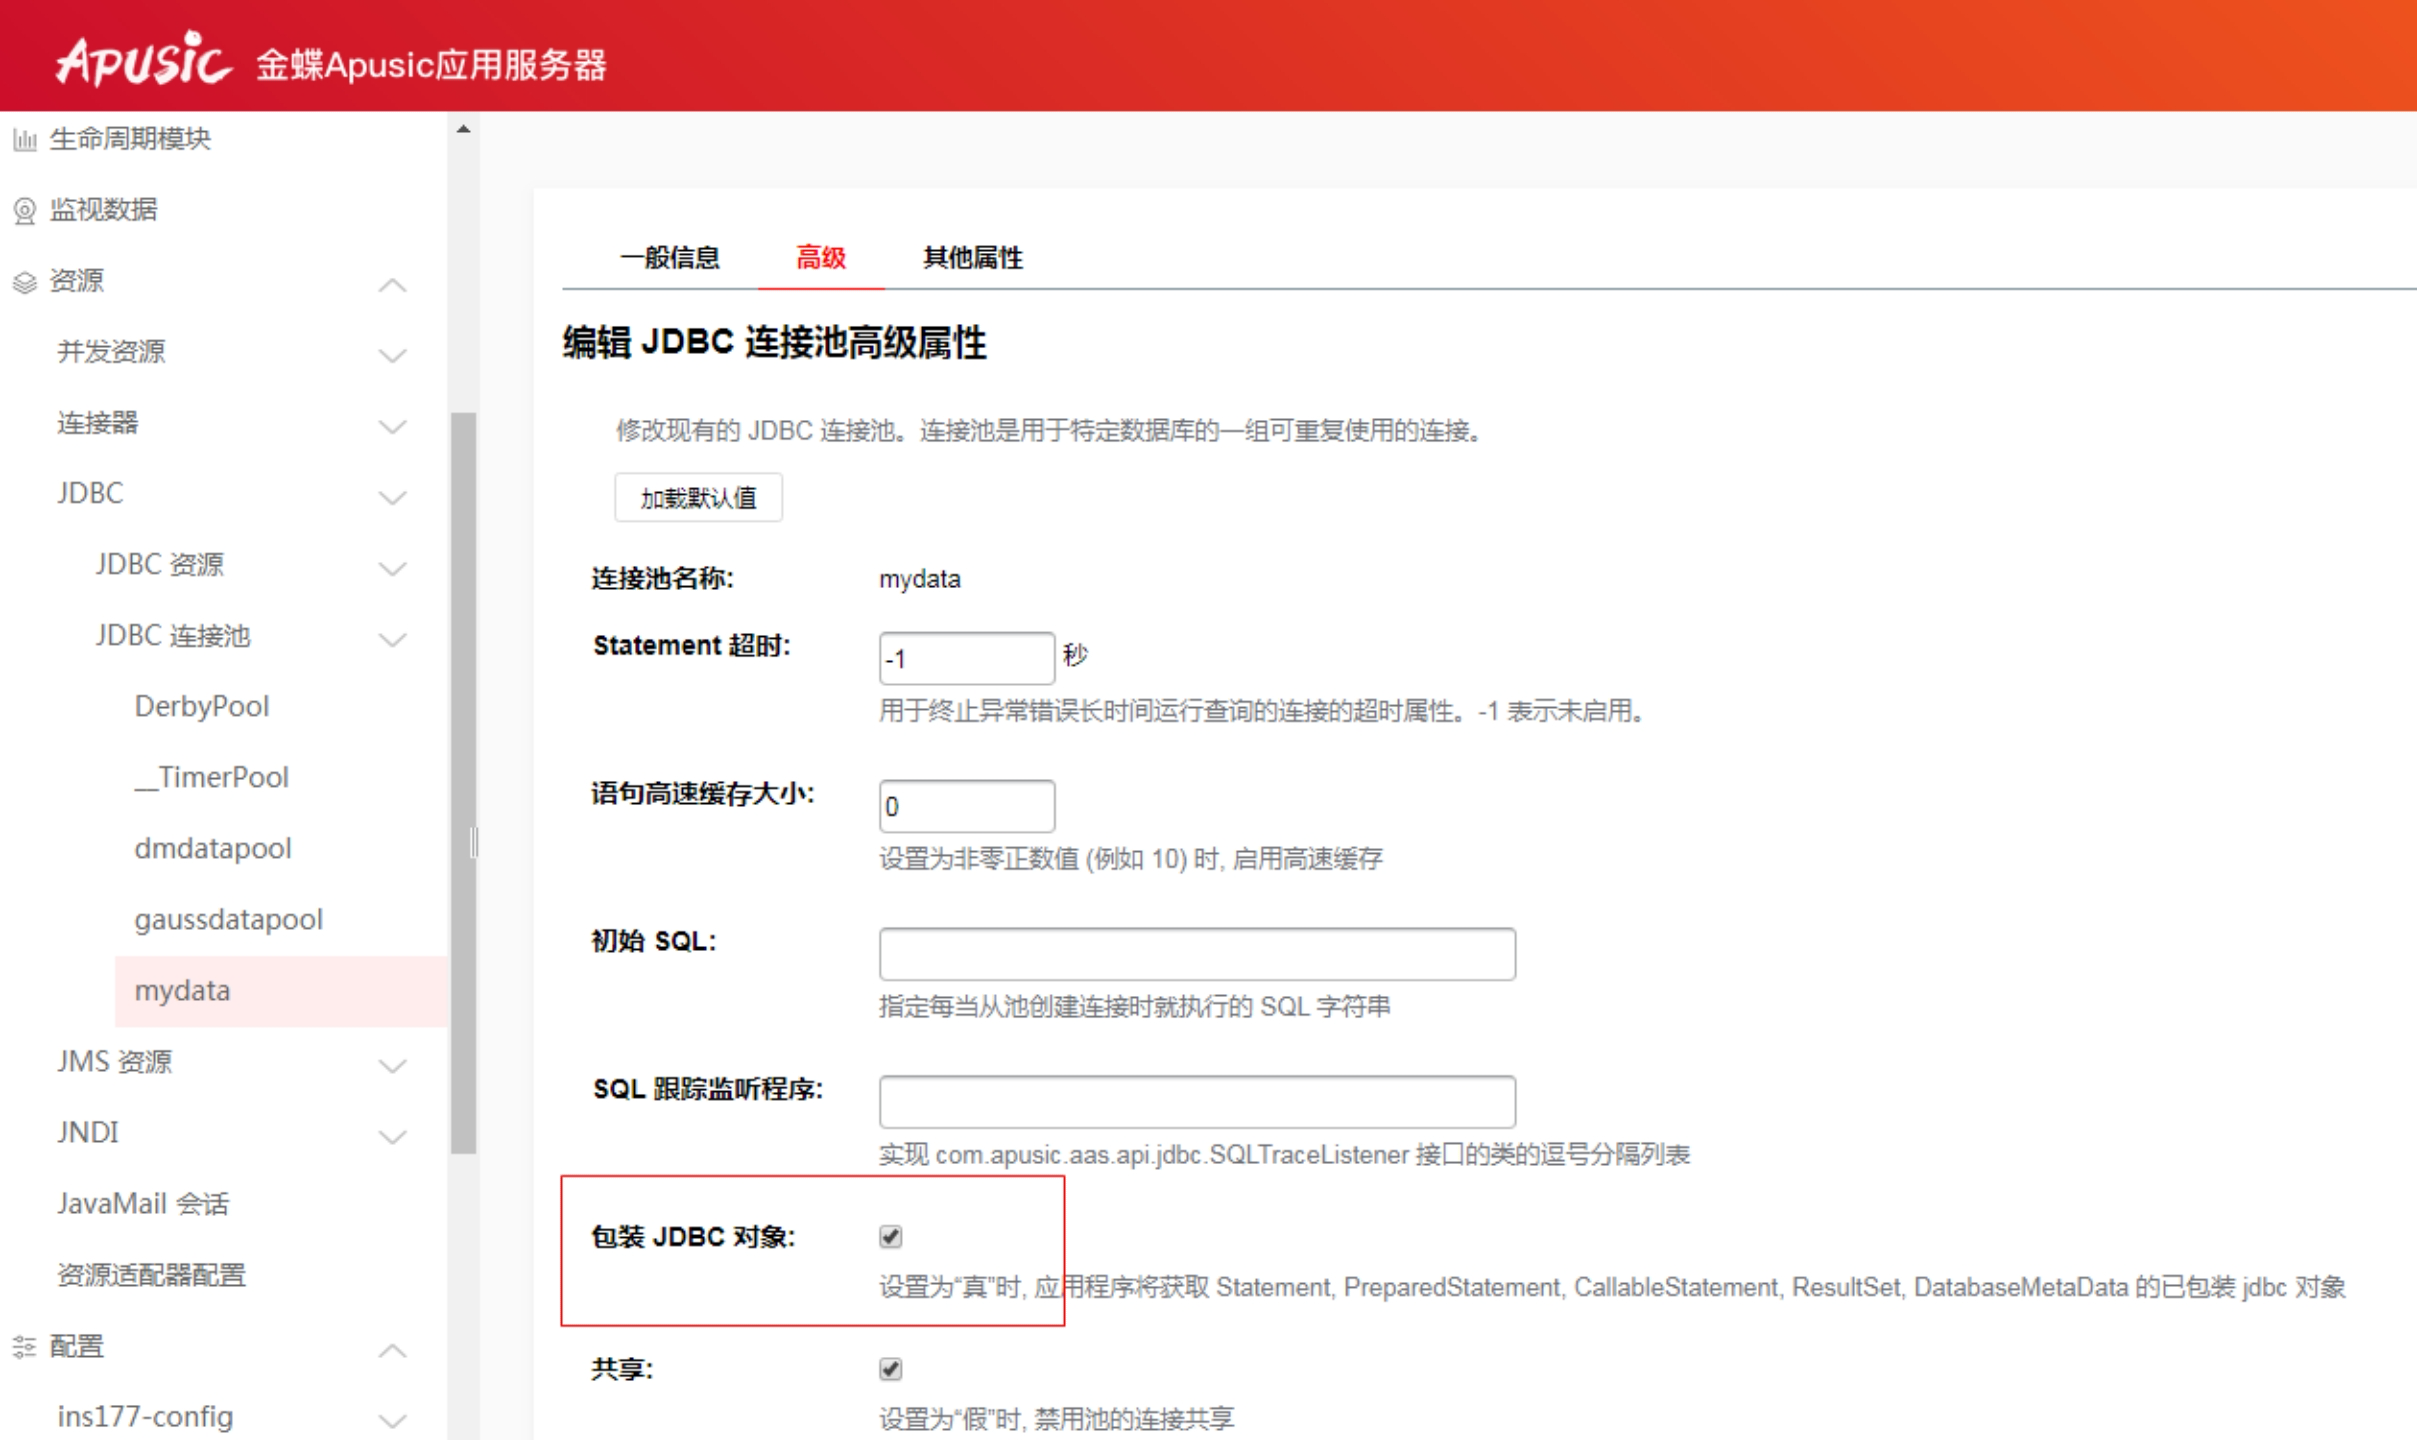 Apusic 金蝶Apusic应用服务器
生命周期模块
监视数据
资源
并发资源
连接器
JDBC
JDBC 资源
JDBC 连接池
DerbyPool
__TimerPool
dmdatapool
gaussdatapool
mydata
JMS 资源
JNDI
JavaMail 会话
资源适配器配置
配置
ins177-config
一般信息 高级 其他属性
编辑 JDBC 连接池高级属性
修改现有的 JDBC 连接池。连接池是用于特定数据库的一组可重复使用的连接。
加载默认值
连接池名称: mydata
Statement 超时: -1 秒
用于终止异常错误长时间运行查询的连接的超时属性。-1 表示未启用。
语句高速缓存大小: 0
设置为非零正数值 (例如 10) 时, 启用高速缓存
初始 SQL:
指定每当从池创建连接时就执行的 SQL 字符串
SQL 跟踪监听程序:
实现 com.apusic.aas.api.jdbc.SQLTraceListener 接口的类的逗号分隔列表
包装 JDBC 对象:
设置为“真”时, 应用程序将获取 Statement, PreparedStatement, CallableStatement, ResultSet, DatabaseMetaData 的已包装 jdbc 对象
共享:
设置为“假”时, 禁用池的连接共享